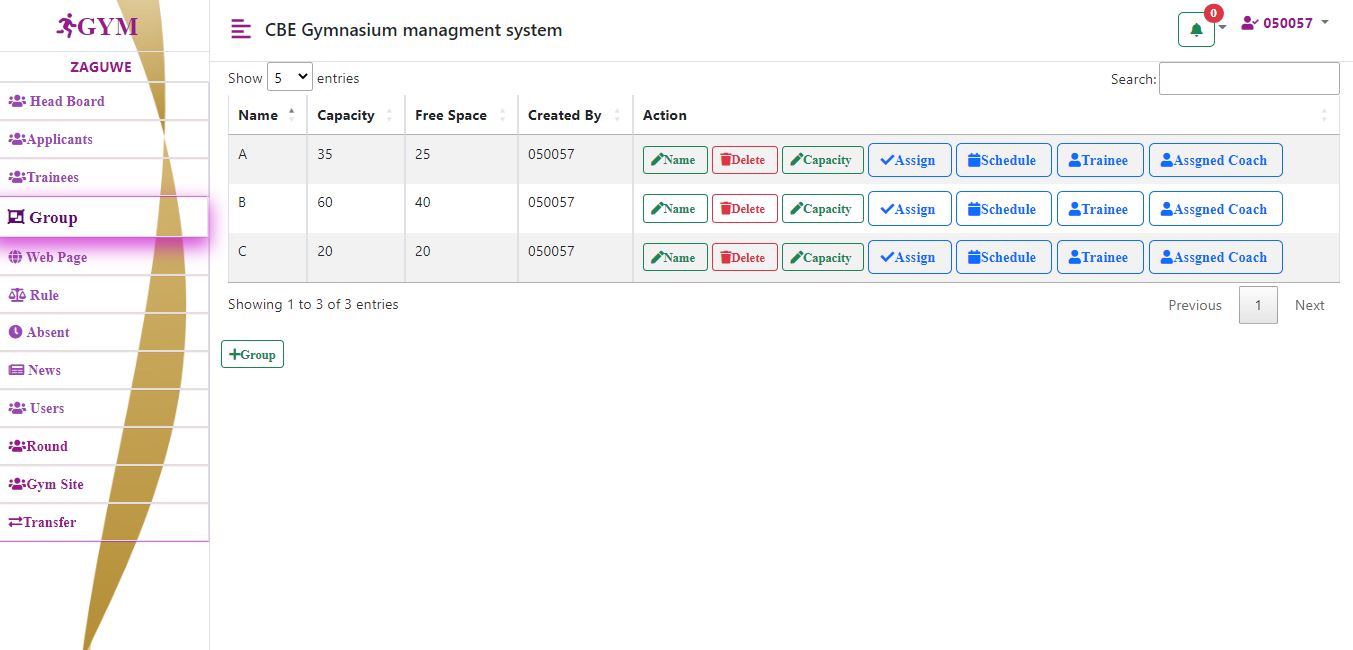 GYM
ZAGUWE
Head Board
Applicants
Trainees
Group
Web Page
Rule
Absent
News
Users
Round
Gym Site
Transfer
CBE Gymnasium managment system
0
050057
Show 5 entries
Search:
Name Capacity Free Space Created By Action
A 35 25 050057 Name Delete Capacity Assign Schedule Trainee Assgned Coach
B 60 40 050057 Name Delete Capacity Assign Schedule Trainee Assgned Coach
C 20 20 050057 Name Delete Capacity Assign Schedule Trainee Assgned Coach
Showing 1 to 3 of 3 entries
Previous 1 Next
+Group